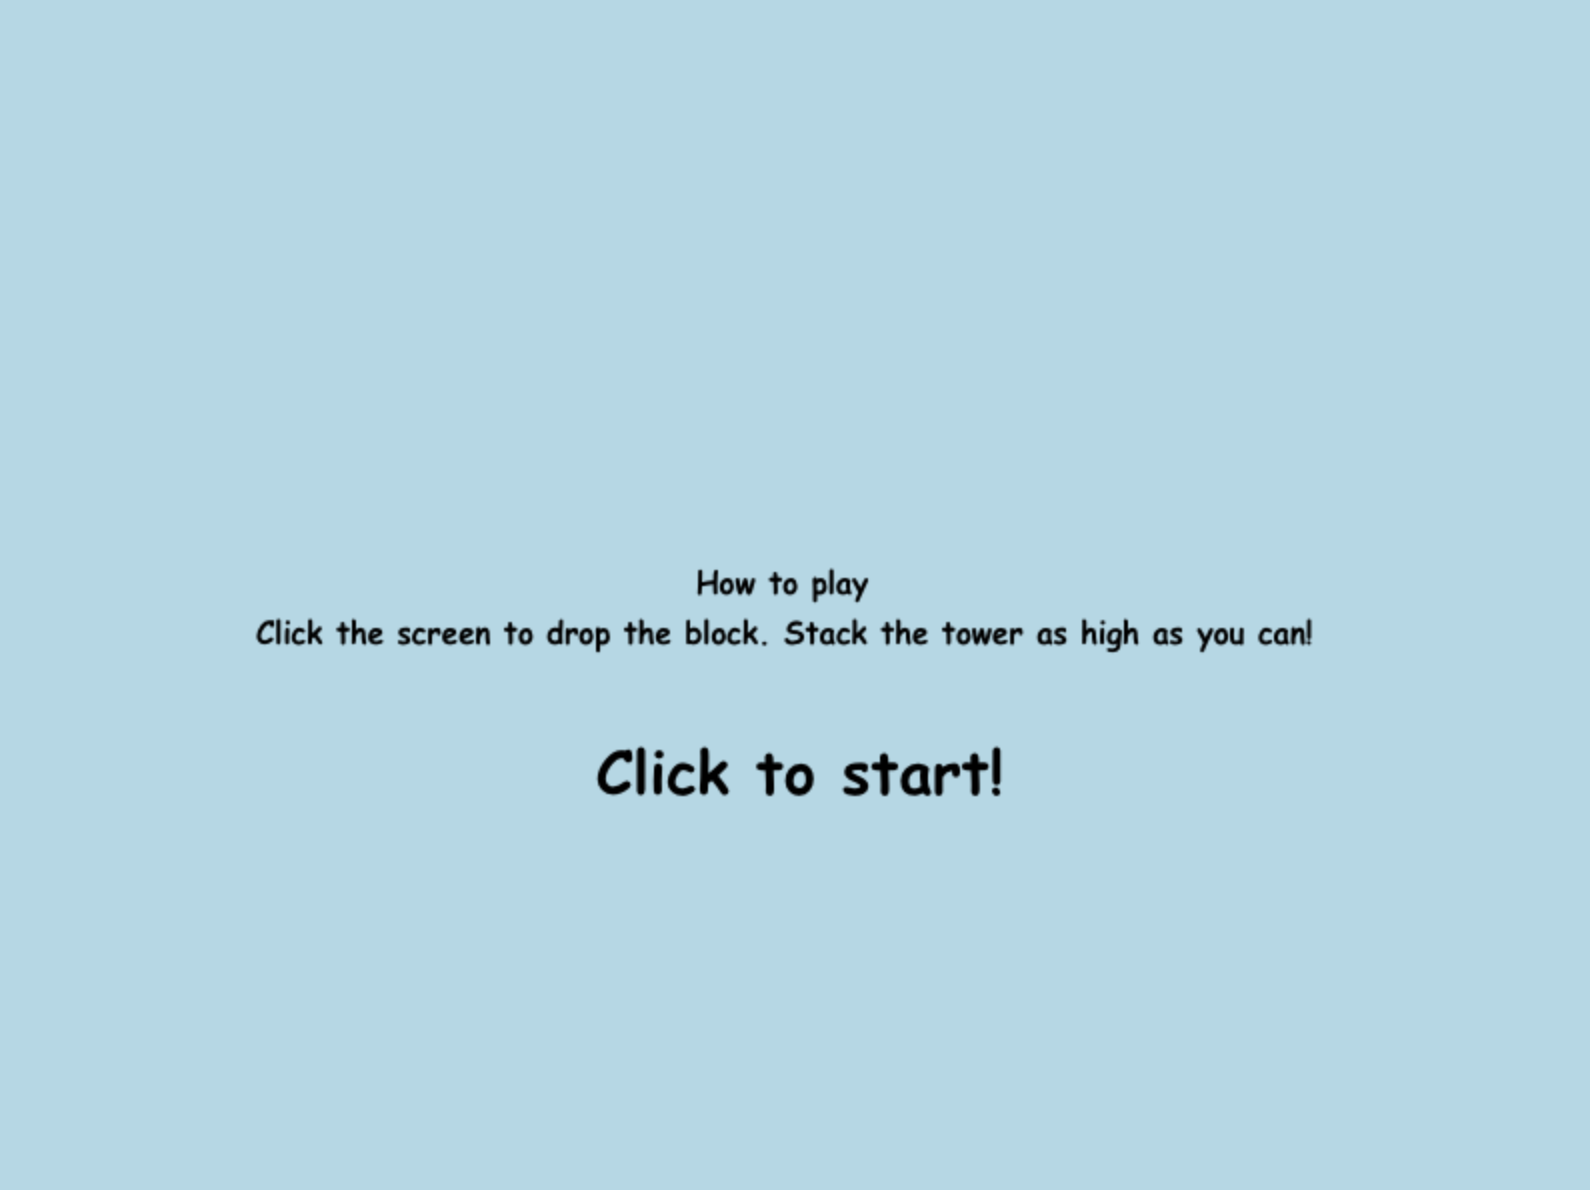 How to play
Click the screen to drop the block. Stack the tower as high as you can!
Click to start!